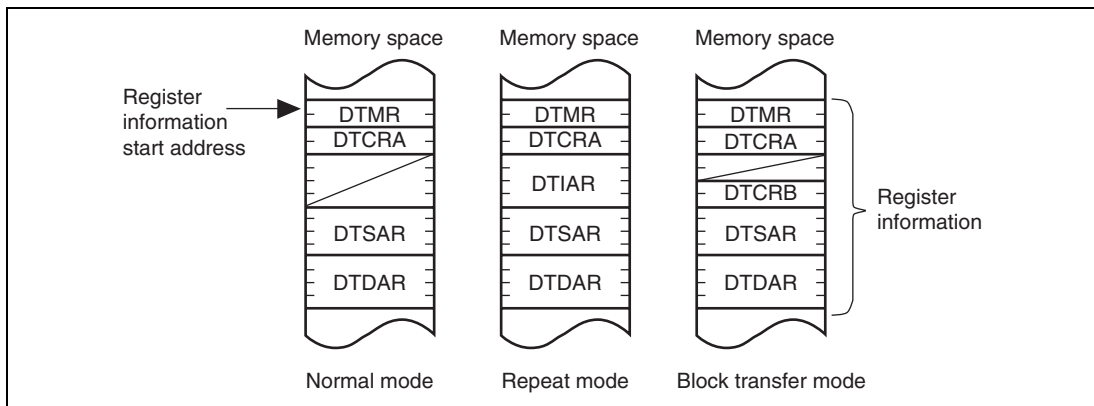 Memory space
Memory space
Memory space
Register
information
start address
DTMR
DTCRA
DTSAR
DTDAR
DTMR
DTCRA
DTIAR
DTSAR
DTDAR
DTMR
DTCRA
DTCRB
DTSAR
DTDAR
Register
information
Normal mode
Repeat mode
Block transfer mode